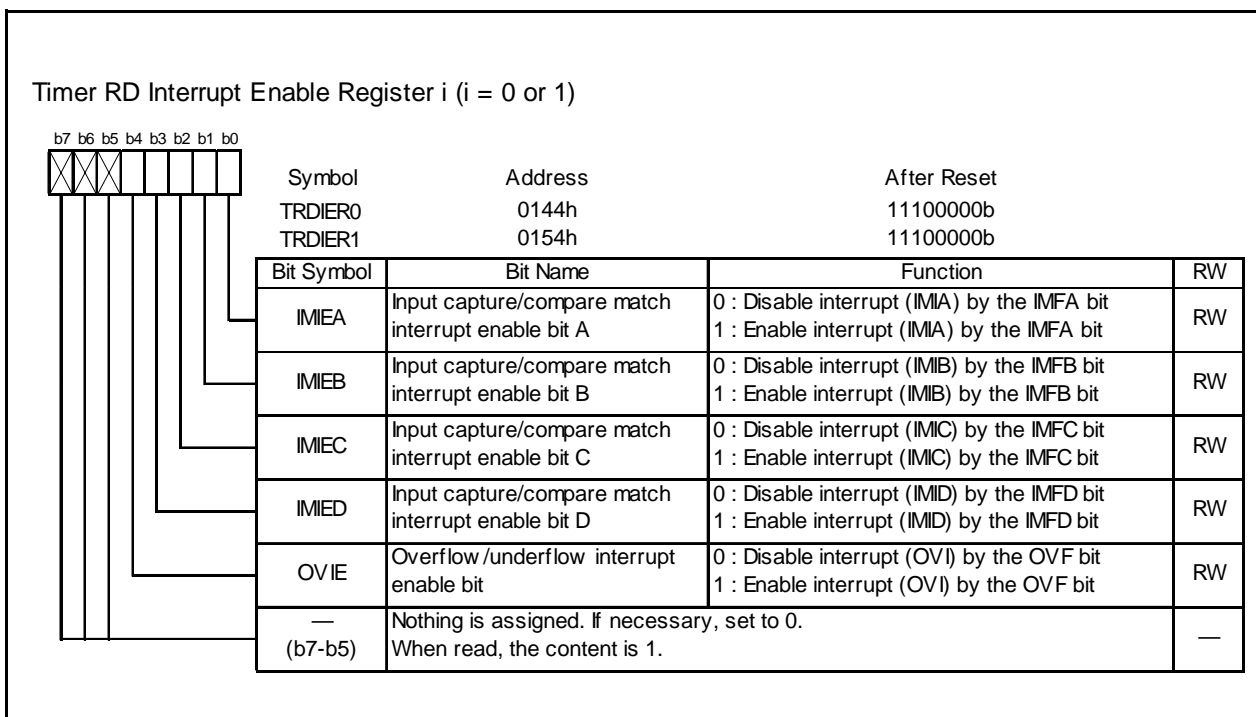 Timer RD Interrupt Enable Register i (i = 0 or 1)
b7 b6 b5 b4 b3 b2 b1 b0
Symbol Address After Reset
TRDIER0 0144h 11100000b
TRDIER1 0154h 11100000b
Bit Symbol Bit Name Function RW
IMIEA Input capture/compare match interrupt enable bit A 0 : Disable interrupt (IMIA) by the IMFA bit RW
1 : Enable interrupt (IMIA) by the IMFA bit
IMIEB Input capture/compare match interrupt enable bit B 0 : Disable interrupt (IMIB) by the IMFB bit RW
1 : Enable interrupt (IMIB) by the IMFB bit
IMIEC Input capture/compare match interrupt enable bit C 0 : Disable interrupt (IMIC) by the IMFC bit RW
1 : Enable interrupt (IMIC) by the IMFC bit
IMIED Input capture/compare match interrupt enable bit D 0 : Disable interrupt (IMID) by the IMFD bit RW
1 : Enable interrupt (IMID) by the IMFD bit
OVIE Overflow/underflow interrupt enable bit 0 : Disable interrupt (OVI) by the OVF bit RW
1 : Enable interrupt (OVI) by the OVF bit
— Nothing is assigned. If necessary, set to 0. —
(b7-b5) When read, the content is 1.